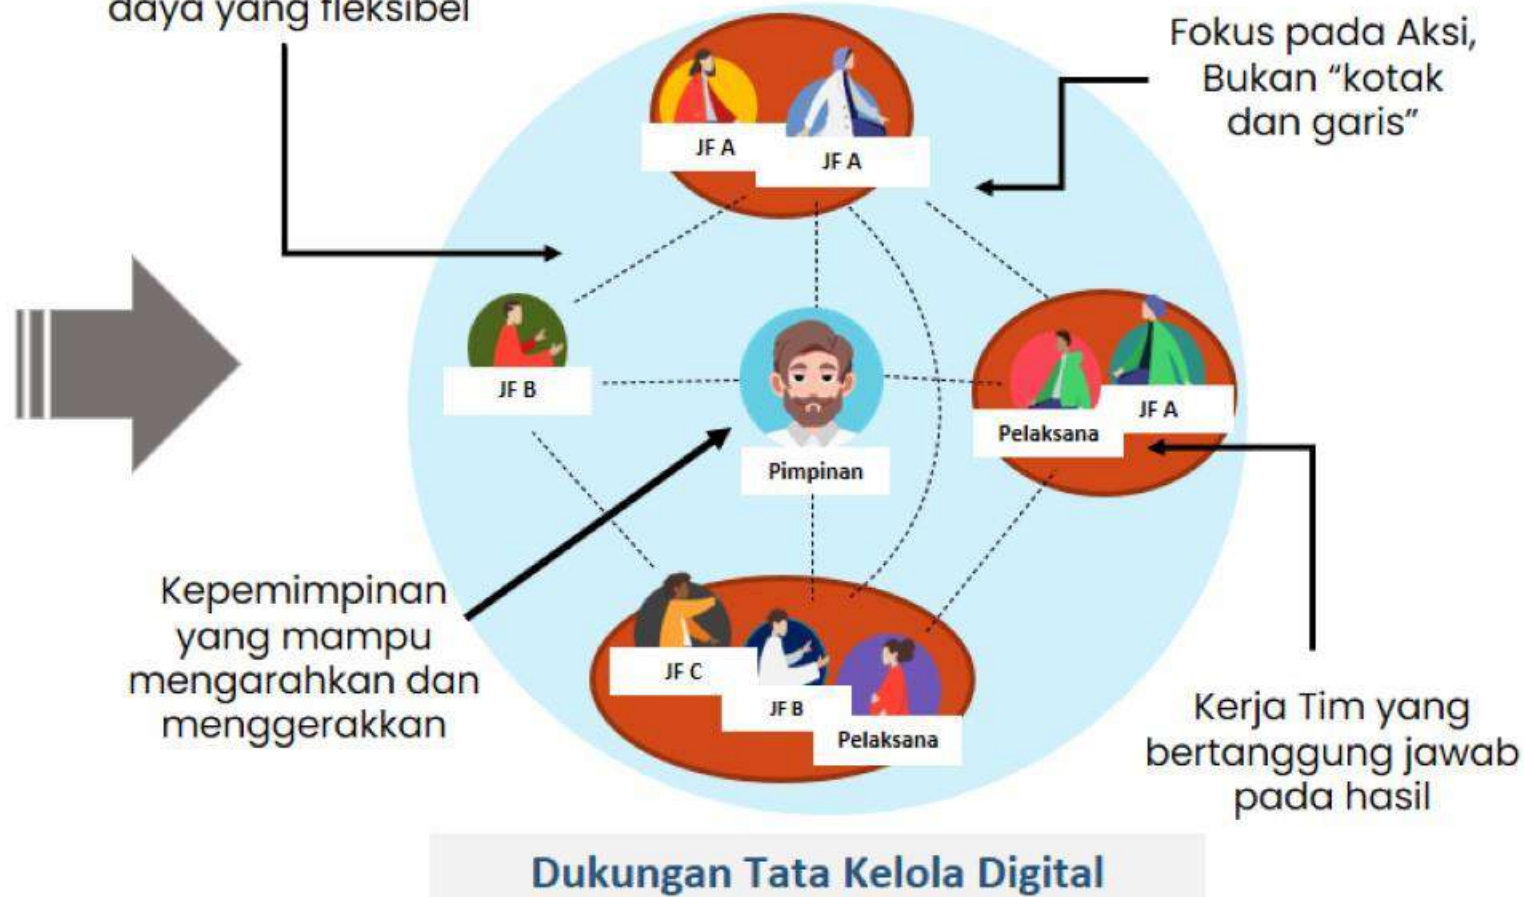 daya yang fleksibel
Fokus pada Aksi,
Bukan “kotak
dan garis”
JF A
JF A
JF B
Pelaksana
JF A
Pimpinan
Kepemimpinan
yang mampu
mengarahkan dan
menggerakkan
JF C
JF B
Pelaksana
Kerja Tim yang
bertanggung jawab
pada hasil
Dukungan Tata Kelola Digital